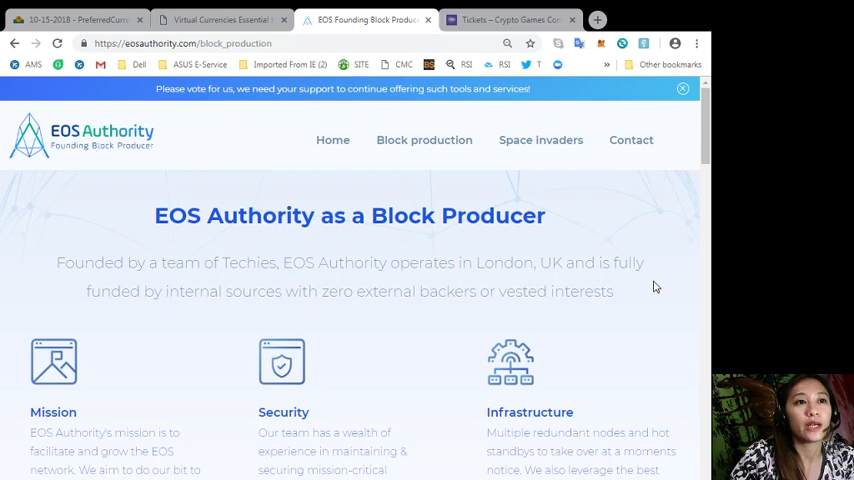 10-15-2018 - PreferredCurre
Virtual Currencies Essential t
EOS Founding Block Produc
Tickets – Crypto Games Con
https://eosauthority.com/block_production
AMS
G
M
Dell
ASUS E-Service
Imported From IE (2)
SITE
CMC
BS
RSI
RSI
T
»
Other bookmarks
Please vote for us, we need your support to continue offering such tools and services!
EOS Authority
Founding Block Producer
Home
Block production
Space invaders
Contact
EOS Authority as a Block Producer
Founded by a team of Techies, EOS Authority operates in London, UK and is fully
funded by internal sources with zero external backers or vested interests
Mission
EOS Authority's mission is to
facilitate and grow the EOS
network. We aim to do our bit to
Security
Our team has a wealth of
experience in maintaining &
securing mission-critical
Infrastructure
Multiple redundant nodes and hot
standbys to take over at a moments
notice. We also leverage the best